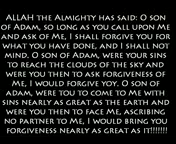 ALLAH THE ALMIGHTY HAS SAID: O SON
OF ADAM, SO LONG AS YOU CALL UPON ME
AND ASK OF ME, I SHALL FORGIVE YOU FOR
WHAT YOU HAVE DONE, AND I SHALL NOT
MIND. O SON OF ADAM, WERE YOUR SINS
TO REACH THE CLOUDS OF THE SKY AND
WERE YOU THEN TO ASK FORGIVENESS OF
ME, I WOULD FORGIVE YOY. O SON OF
ADAM, WERE YOU TO COME TO ME WITH
SINS NEARLY AS GREAT AS THE EARTH AND
WERE YOU THEN TO FACE ME, ASCRIBING
NO PARTNER TO ME, I WOULD BRING YOU
FORGIVENESS NEARLY AS GREAT AS IT!!!!!!!